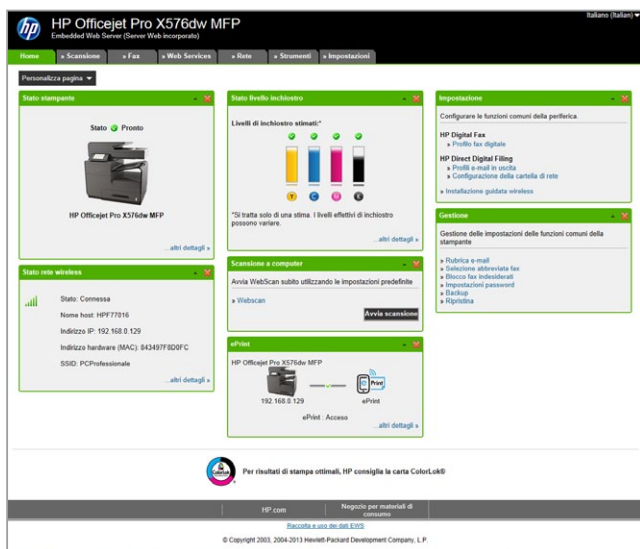 Italiano (Italian)
hp
HP Officejet Pro X576dw MFP
Embedded Web Server (Server Web incorporato)
Home
» Scansione
» Fax
» Web Services
» Rete
» Strumenti
» Impostazioni
Personalizza pagina
Stato stampante
Stato Pronto
HP Officejet Pro X576dw MFP
...altri dettagli »
Stato rete wireless
Stato: Connessa
Nome host: HPF77016
Indirizzo IP: 192.168.0.129
Indirizzo hardware (MAC): 843497F8D0FC
SSID: PCProfessionale
...altri dettagli »
Stato livello inchiostro
Livelli di inchiostro stimati:*
Y C M K
*Si tratta solo di una stima. I livelli effettivi di inchiostro
possono variare.
...altri dettagli »
Scansione a computer
Avvia WebScan subito utilizzando le impostazioni predefinite
» Webscan
Avvia scansione
ePrint
HP Officejet Pro X576dw MFP
Print
192.168.0.129
ePrint
ePrint : Acceso
...altri dettagli »
Impostazione
Configurare le funzioni comuni della periferica
HP Digital Fax
» Profilo fax digitale
HP Direct Digital Filing
» Profili e-mail in uscita
» Configurazione della cartella di rete
» Installazione guidata wireless
Gestione
Gestione delle impostazioni delle funzioni comuni della
stampante
» Rubrica e-mail
» Selezione abbreviata fax
» Blocco fax indesiderati
» Impostazioni password
» Backup
» Ripristina
ColorLok
Per risultati di stampa ottimali, HP consiglia la carta ColorLok®
HP.com
Negozio per materiali di
consumo
Raccolta e uso dei dati EWS
© Copyright 2003, 2004-2013 Hewlett-Packard Development Company, L.P.